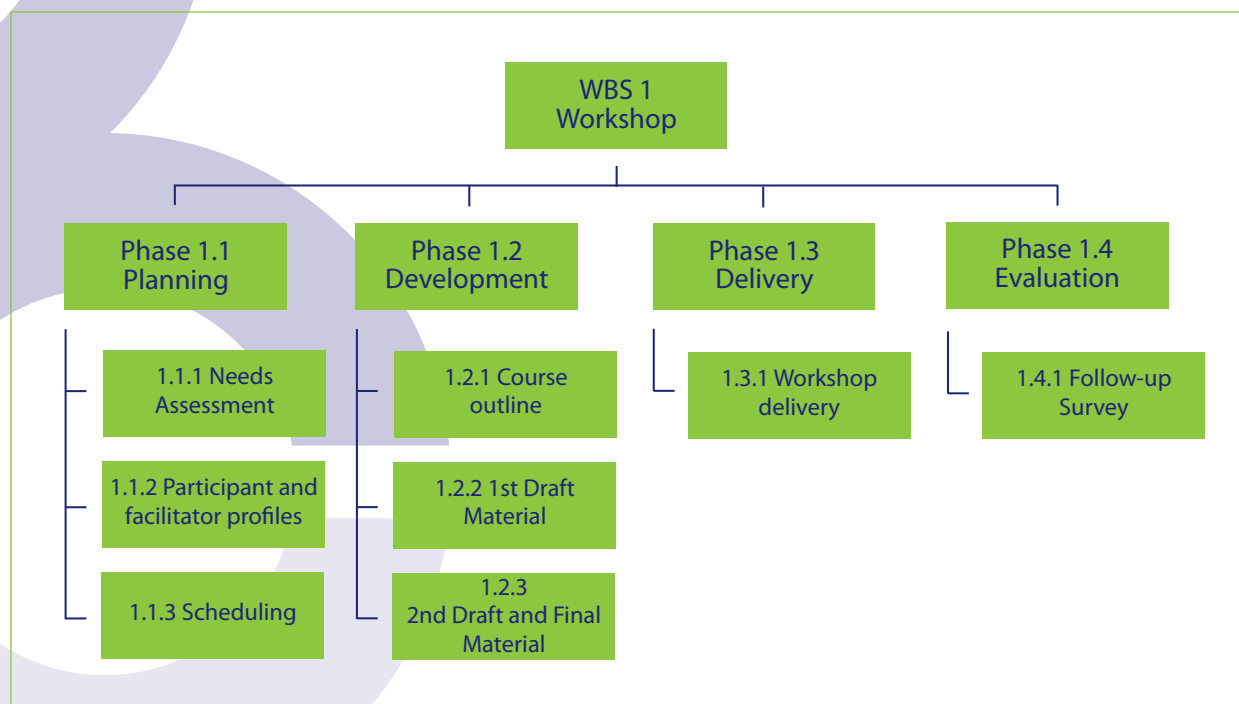 WBS 1
Workshop
Phase 1.1
Planning
Phase 1.2
Development
Phase 1.3
Delivery
Phase 1.4
Evaluation
1.1.1 Needs
Assessment
1.2.1 Course
outline
1.3.1 Workshop
delivery
1.4.1 Follow-up
Survey
1.1.2 Participant and
facilitator profiles
1.2.2 1st Draft
Material
1.1.3 Scheduling
1.2.3
2nd Draft and Final
Material